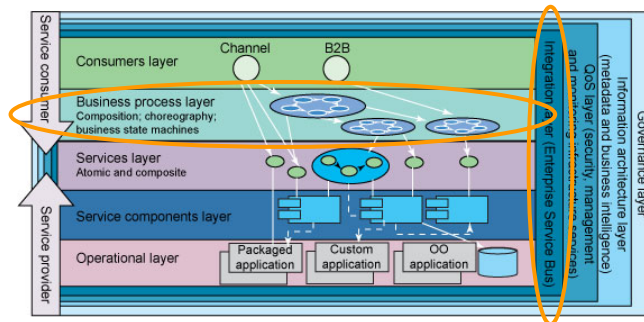 Service consumer
Service provider
Channel
B2B
Consumers layer
Business process layer
Composition; choreography;
business state machines
Services layer
Atomic and composite
Service components layer
Operational layer
Packaged
application
Custom
application
OO
application
Integration layer (Enterprise Service Bus)
QoS layer (security, management
and monitoring infrastructure services)
Information architecture layer
(metadata and business intelligence)
Governance layer